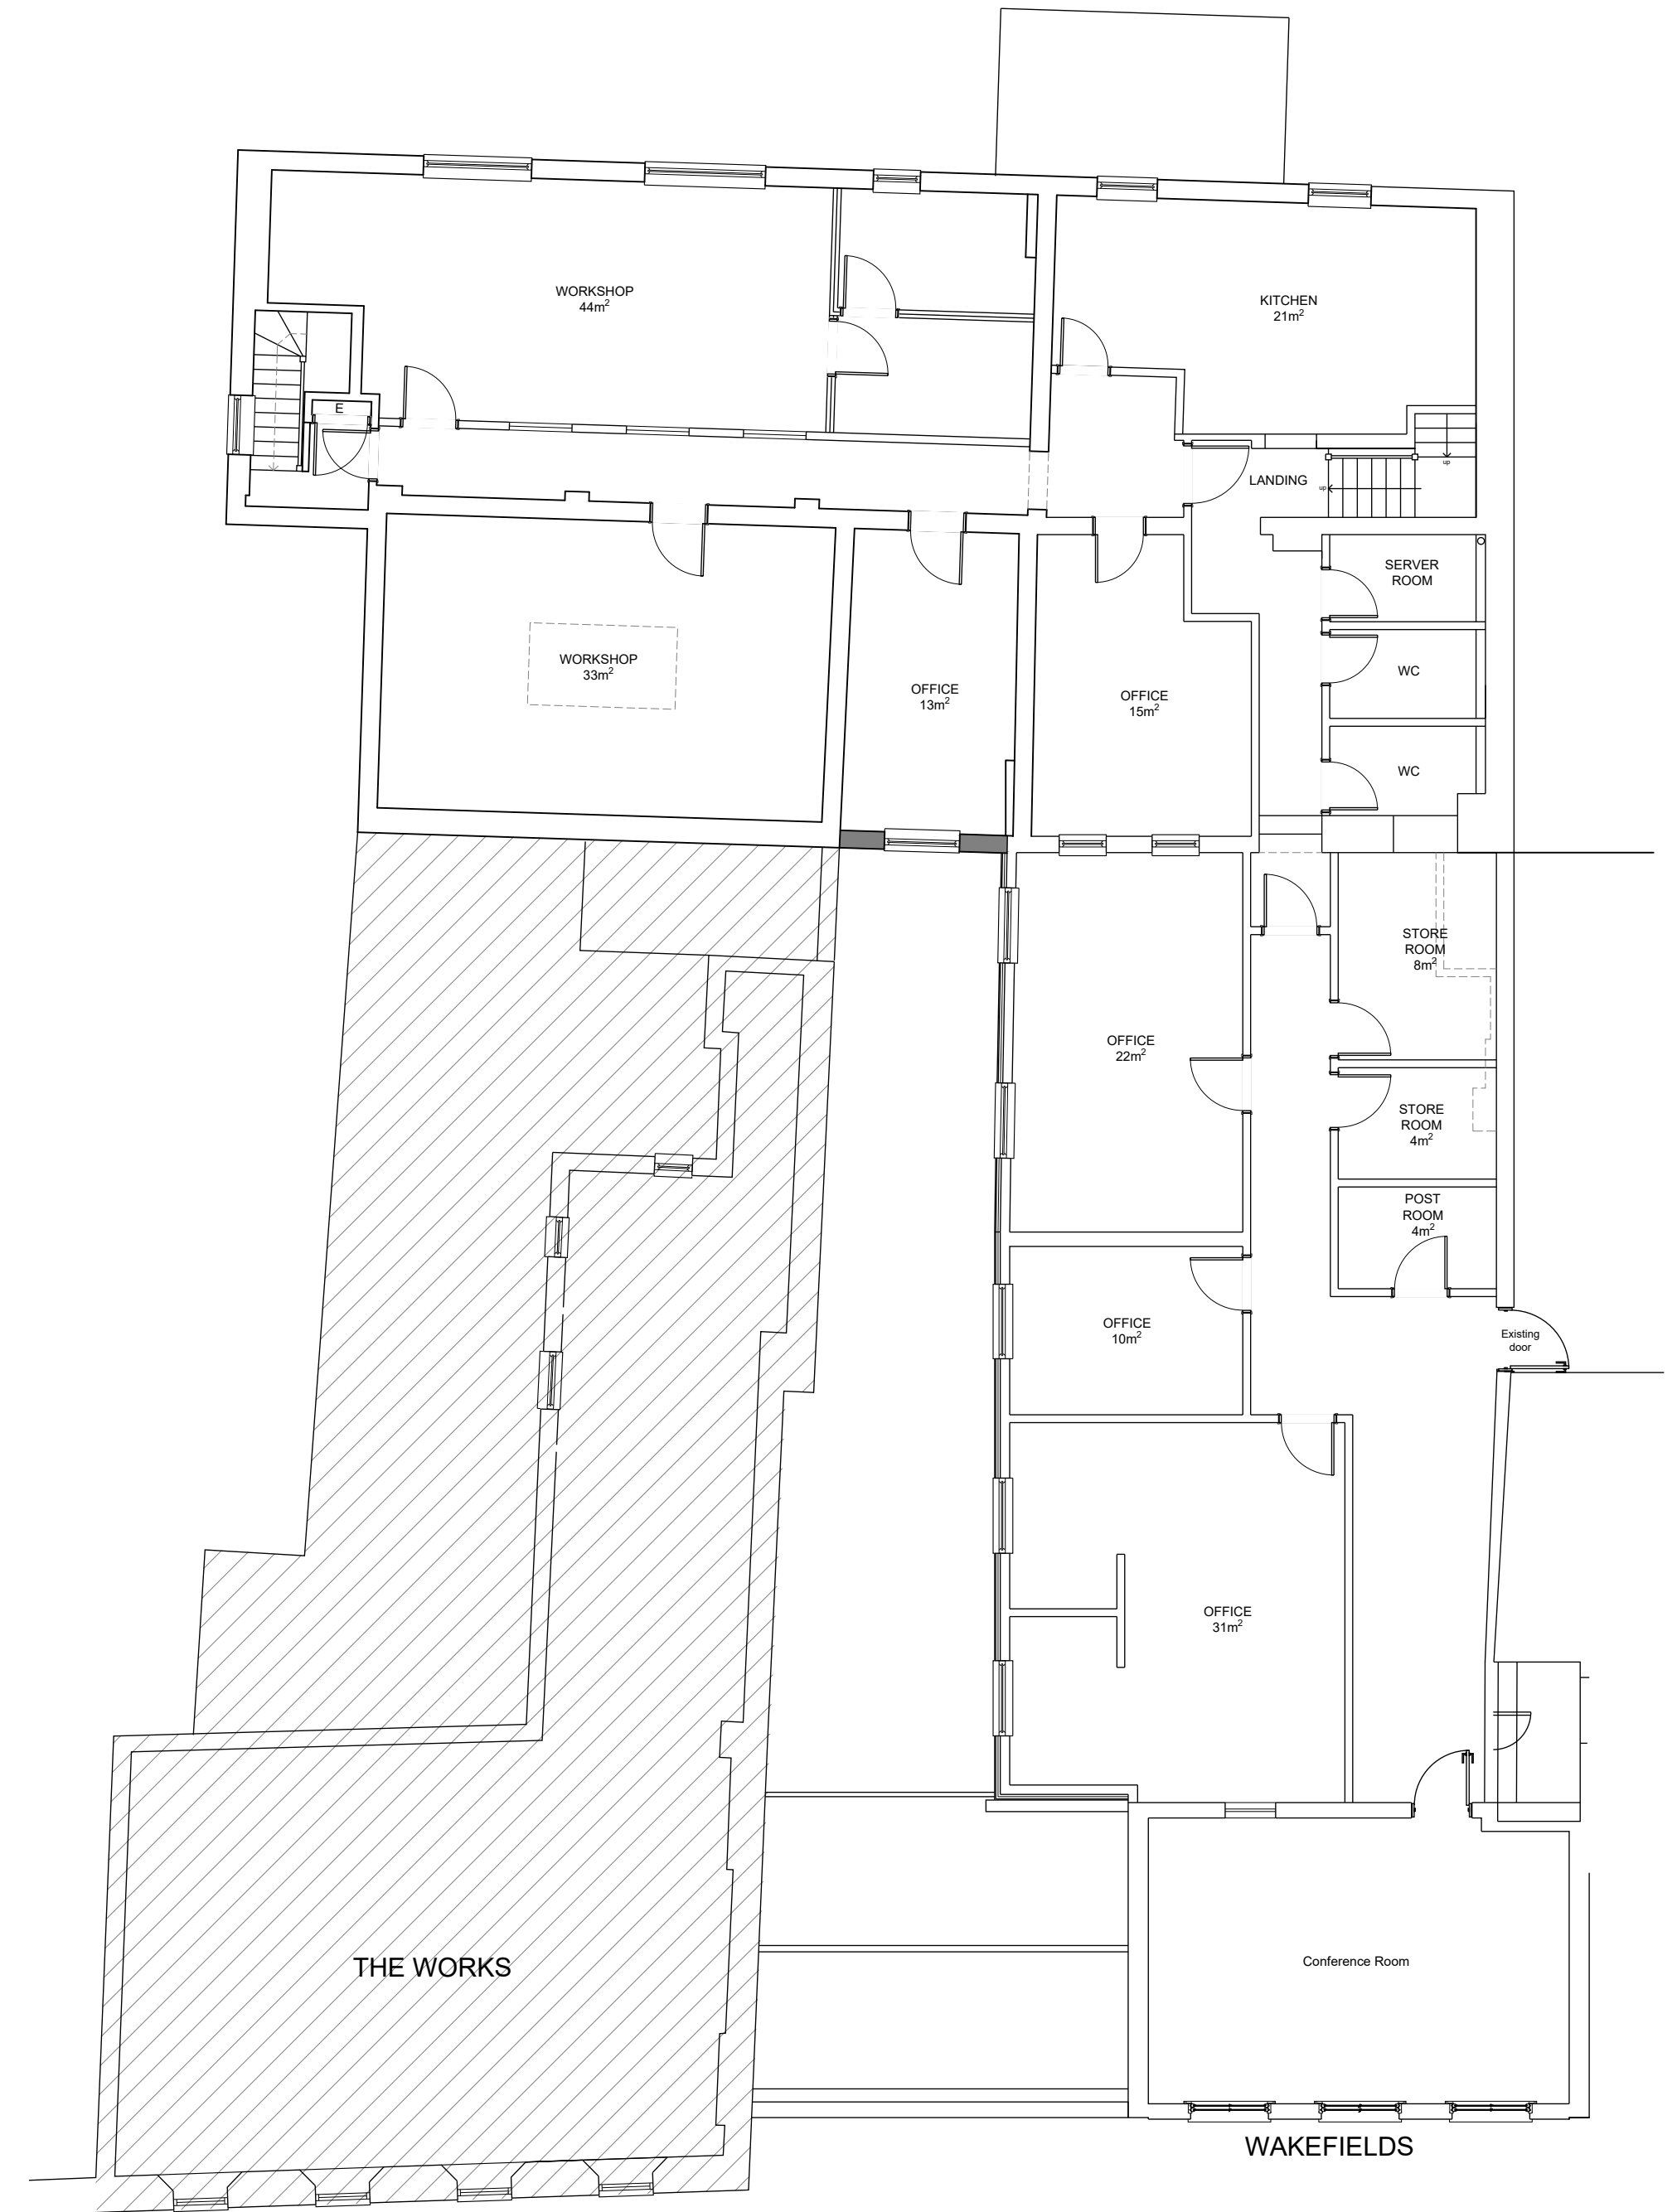 WORKSHOP
44m²
KITCHEN
21m²
E
up
LANDING
up
SERVER
ROOM
WORKSHOP
33m²
WC
OFFICE
13m²
OFFICE
15m²
WC
STORE
ROOM
8m²
OFFICE
22m²
STORE
ROOM
4m²
POST
ROOM
4m²
OFFICE
10m²
Existing
door
OFFICE
31m²
THE WORKS
Conference Room
WAKEFIELDS